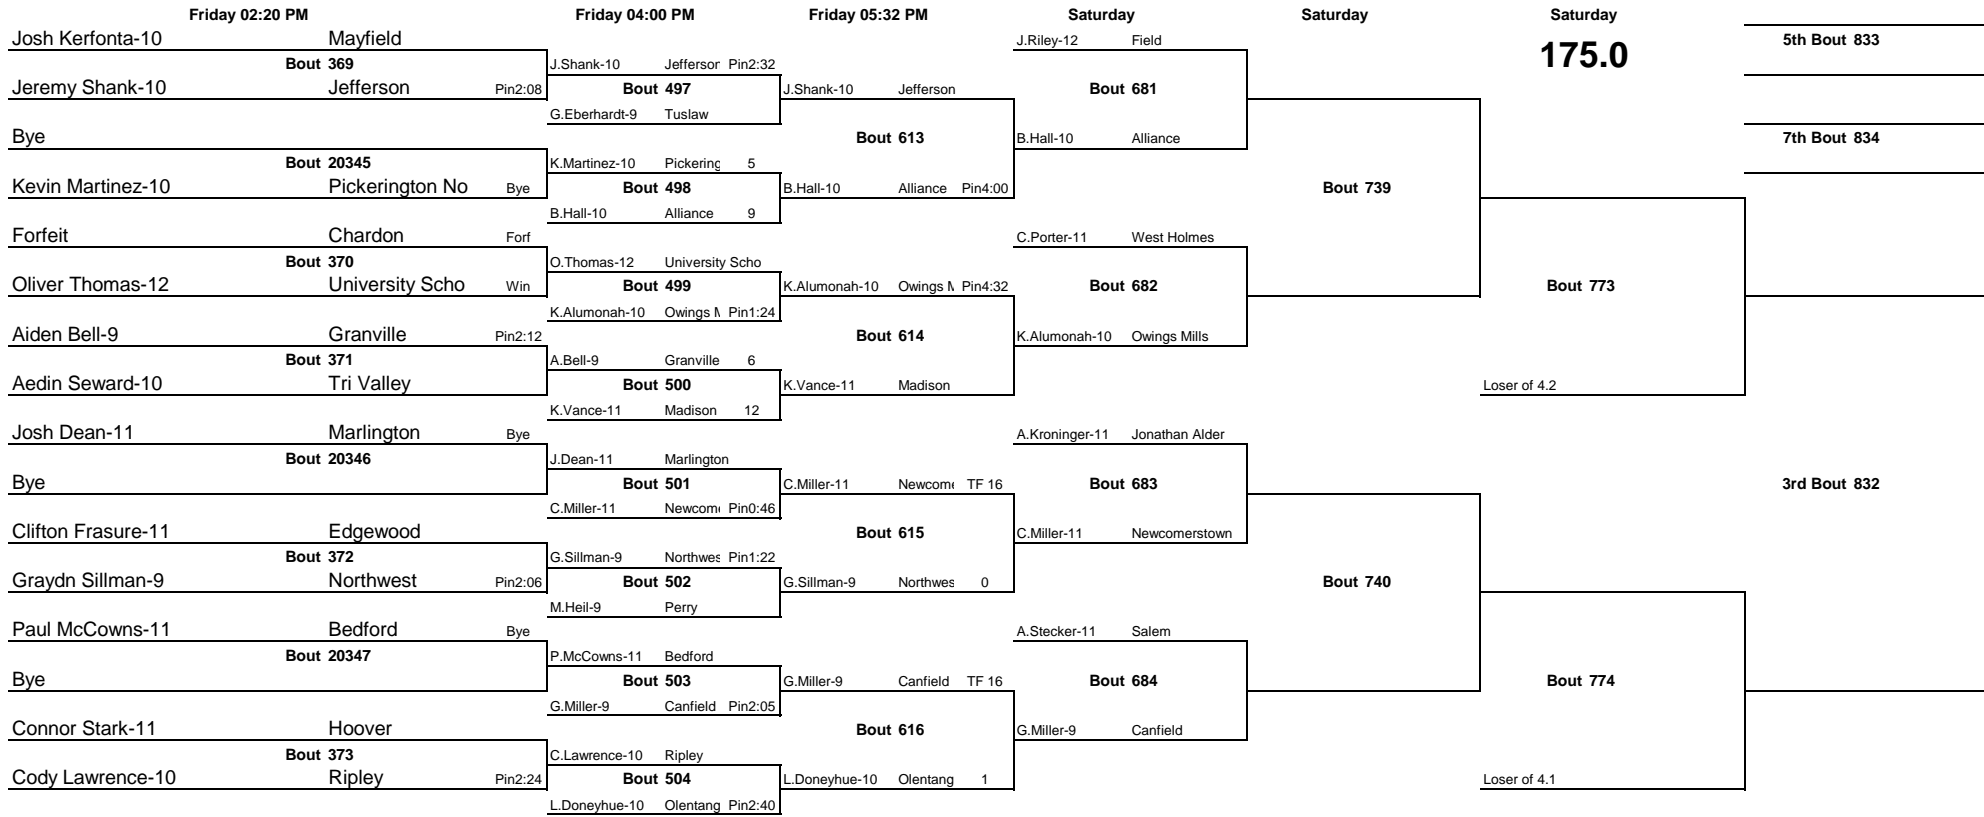 Friday 02:20 PM Friday 04:00 PM Friday 05:32 PM Saturday Saturday Saturday
Josh Kerfonta-10 Mayfield J.Riley-12 Field 175.0 5th Bout 833
Bout 369 J.Shank-10 Jefferson Pin2:32
Jeremy Shank-10 Jefferson Pin2:08 Bout 497 J.Shank-10 Jefferson Bout 681
G.Eberhardt-9 Tuslaw
Bye Bout 613 B.Hall-10 Alliance 7th Bout 834
Bout 20345 K.Martinez-10 Pickering 5
Kevin Martinez-10 Pickerington No Bye Bout 498 B.Hall-10 Alliance Pin4:00 Bout 739
B.Hall-10 Alliance 9
Forfeit Chardon Forf C.Porter-11 West Holmes
Bout 370 O.Thomas-12 University Scho
Oliver Thomas-12 University Scho Win Bout 499 K.Alumonah-10 Owings M Pin4:32 Bout 682 Bout 773
K.Alumonah-10 Owings M Pin1:24
Aiden Bell-9 Granville Pin2:12 Bout 614 K.Alumonah-10 Owings Mills
Bout 371 A.Bell-9 Granville 6
Aedin Seward-10 Tri Valley Bout 500 K.Vance-11 Madison Loser of 4.2
K.Vance-11 Madison 12
Josh Dean-11 Marlington Bye A.Kroninger-11 Jonathan Alder
Bout 20346 J.Dean-11 Marlington
Bye Bout 501 C.Miller-11 Newcom TF 16 Bout 683 3rd Bout 832
C.Miller-11 Newcom Pin0:46
Clifton Frasure-11 Edgewood Bout 615 C.Miller-11 Newcomerstown
Bout 372 G.Sillman-9 Northwes Pin1:22
Graydn Sillman-9 Northwest Pin2:06 Bout 502 G.Sillman-9 Northwes 0 Bout 740
M.Heil-9 Perry
Paul McCowns-11 Bedford Bye A.Stecker-11 Salem
Bout 20347 P.McCowns-11 Bedford
Bye Bout 503 G.Miller-9 Canfield TF 16 Bout 684 Bout 774
G.Miller-9 Canfield Pin2:05
Connor Stark-11 Hoover Bout 616 G.Miller-9 Canfield
Bout 373 C.Lawrence-10 Ripley
Cody Lawrence-10 Ripley Pin2:24 Bout 504 L.Doneyhue-10 Olentang 1 Loser of 4.1
L.Doneyhue-10 Olentang Pin2:40